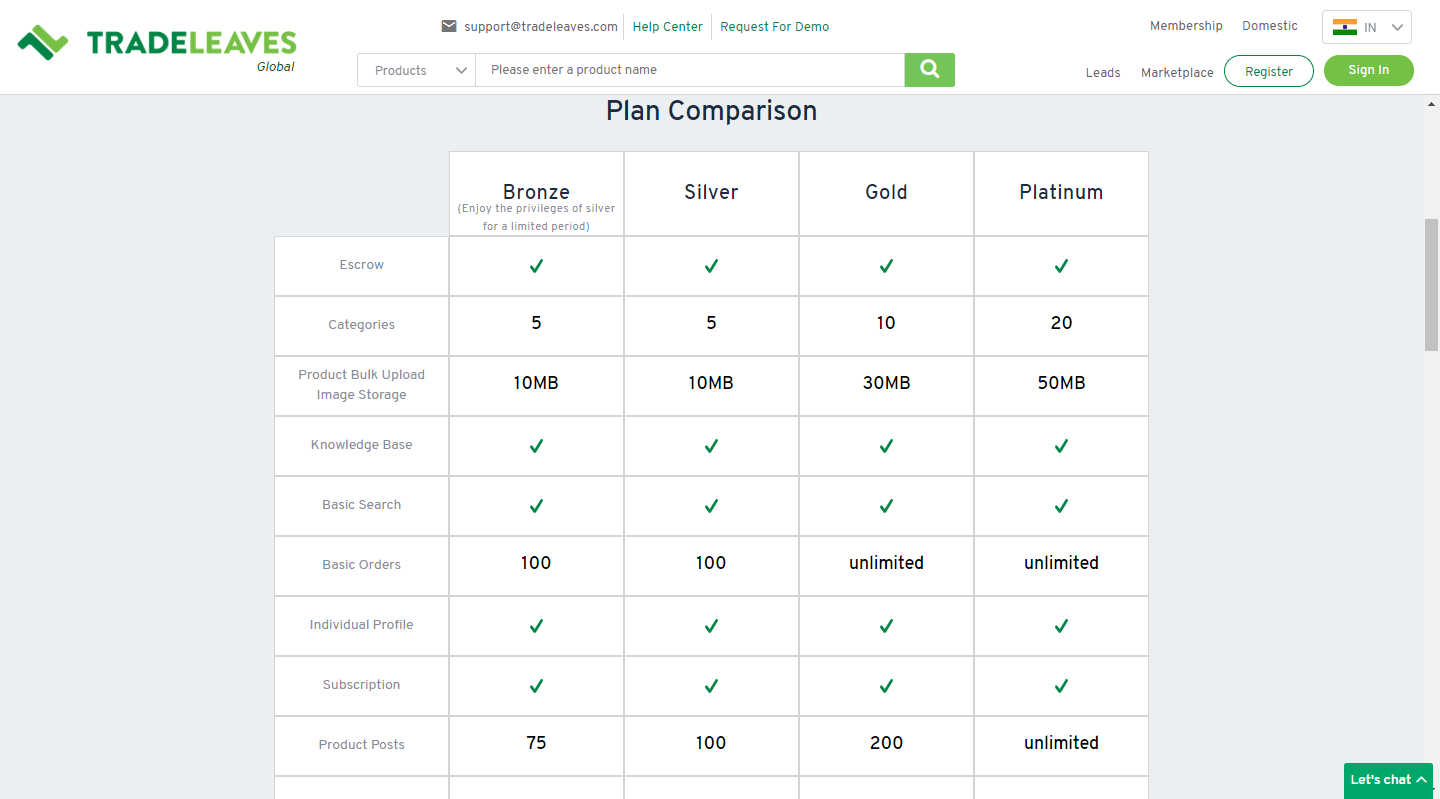 TRADELEAVES
Global
support@tradeleaves.com Help Center Request For Demo
Membership Domestic IN
Products Please enter a product name
Leads Marketplace Register Sign In
Plan Comparison
Bronze Silver Gold Platinum
(Enjoy the privileges of silver
for a limited period)
Escrow
Categories 5 5 10 20
Product Bulk Upload
Image Storage 10MB 10MB 30MB 50MB
Knowledge Base
Basic Search
Basic Orders 100 100 unlimited unlimited
Individual Profile
Subscription
Product Posts 75 100 200 unlimited
Let's chat